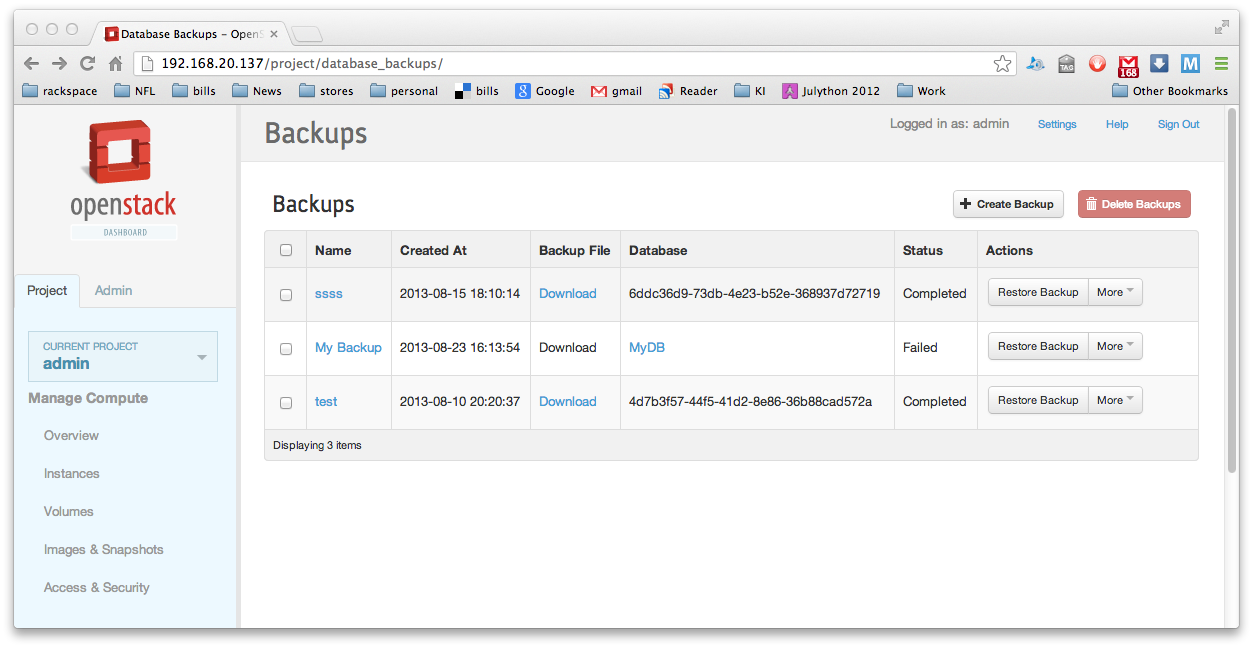 Database Backups - OpenS
192.168.20.137/project/database_backups/
TAG
168
M
rackspace NFL bills News stores personal bills Google gmail Reader KI Julython 2012 Work Other Bookmarks
openstack
DASHBOARD
Backups
Logged in as: admin Settings Help Sign Out
Project Admin
CURRENT PROJECT
admin
Manage Compute
Overview
Instances
Volumes
Images & Snapshots
Access & Security
Backups
Create Backup Delete Backups
Name Created At Backup File Database Status Actions
ssss 2013-08-15 18:10:14 Download 6ddc36d9-73db-4e23-b52e-368937d72719 Completed Restore Backup More
My Backup 2013-08-23 16:13:54 Download MyDB Failed Restore Backup More
test 2013-08-10 20:20:37 Download 4d7b3f57-44f5-41d2-8e86-36b88cad572a Completed Restore Backup More
Displaying 3 items